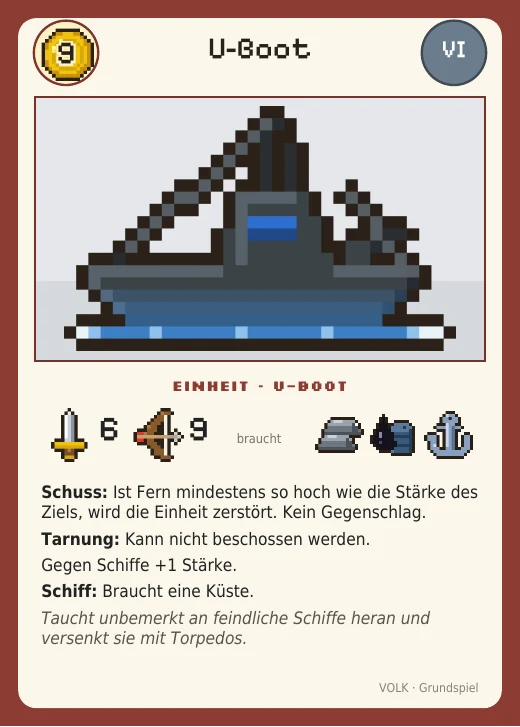 9
U-Boot
VI
EINHEIT · U-BOOT
6
9
braucht
Schuss: Ist Fern mindestens so hoch wie die Stärke des
Ziels, wird die Einheit zerstört. Kein Gegenschlag.
Tarnung: Kann nicht beschossen werden.
Gegen Schiffe +1 Stärke.
Schiff: Braucht eine Küste.
Taucht unbemerkt an feindliche Schiffe heran und
versenkt sie mit Torpedos.
VOLK · Grundspiel